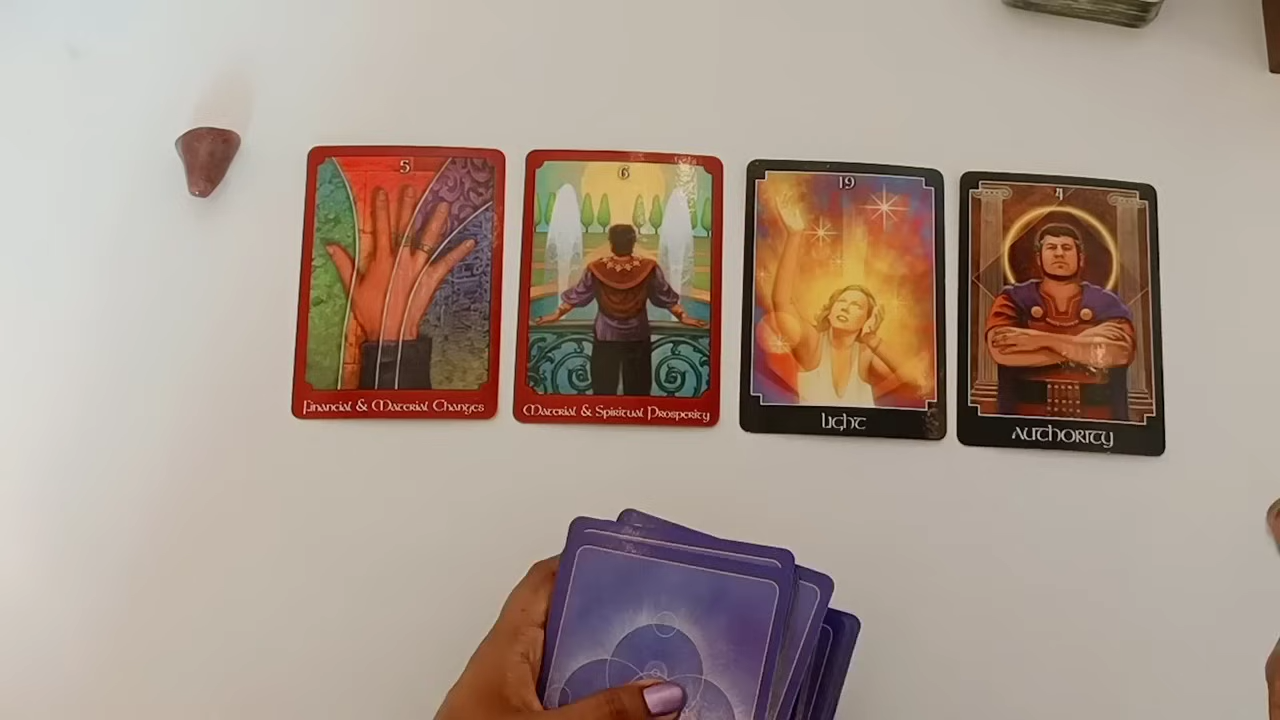 5
Financial & Material Changes
6
Material & Spiritual Prosperity
19
Light
4
Authority